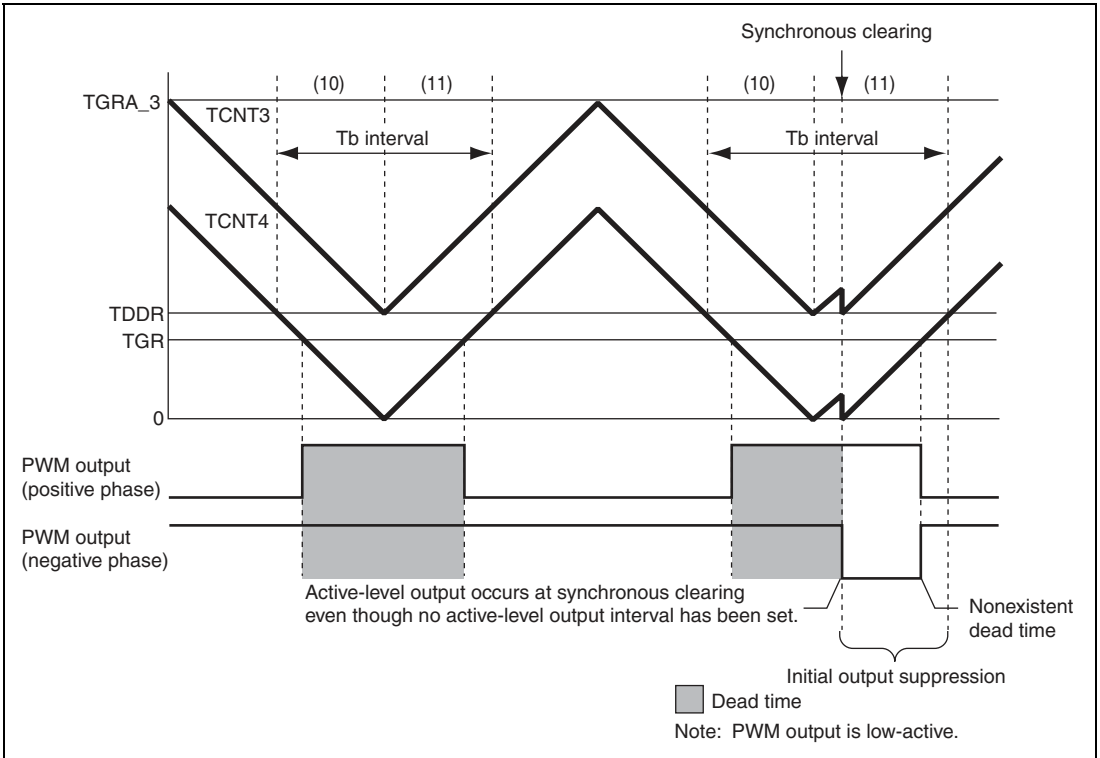 Synchronous clearing
(10) (11) (10) (11)
TGRA_3
TCNT3
Tb interval Tb interval
TCNT4
TDDR
TGR
0
PWM output
(positive phase)
PWM output
(negative phase)
Active-level output occurs at synchronous clearing
even though no active-level output interval has been set.
Nonexistent
dead time
Initial output suppression
Dead time
Note: PWM output is low-active.